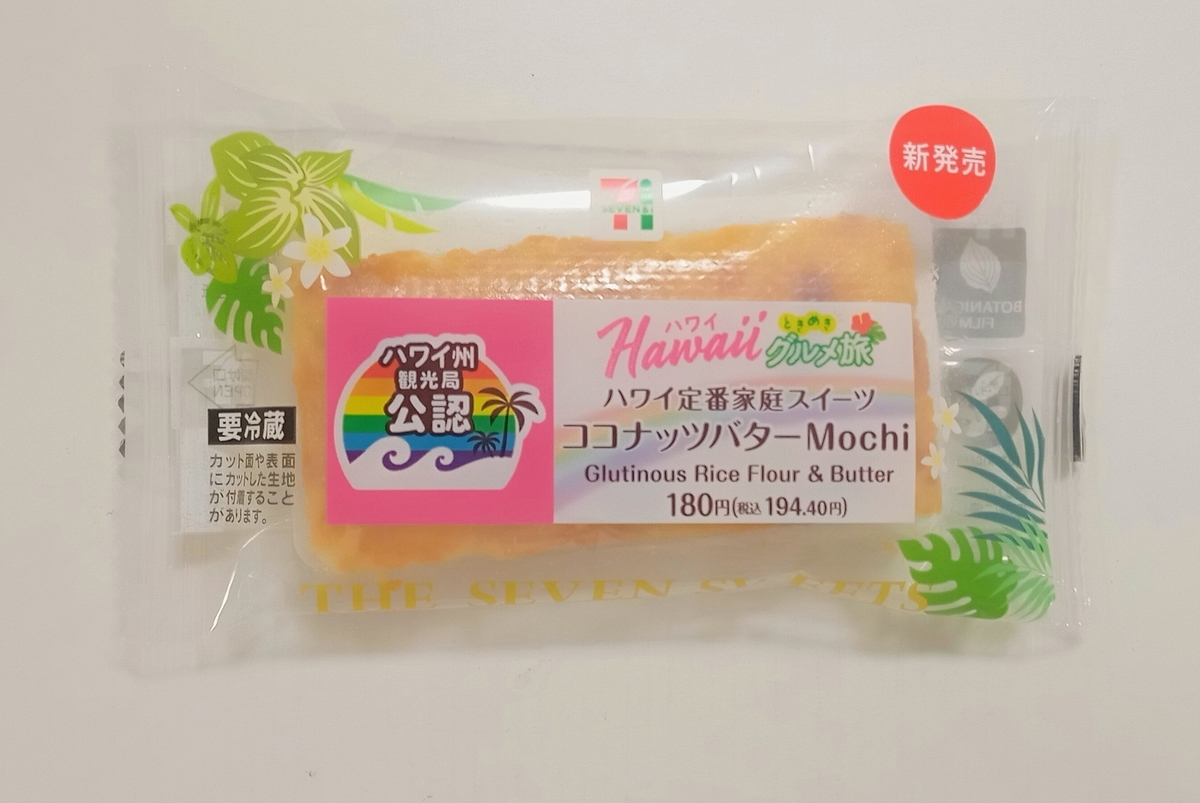 新発売
SEVEN&i
ハワイ州
観光局
公認
ハワイ
Hawaii
ときめき
グルメ旅
ハワイ定番家庭スイーツ
ココナッツバターMochi
Glutinous Rice Flour & Butter
180円(税込194.40円)
要冷蔵
カット面や表面
にカットした生地
が付着すること
があります。
BOTANICAL
FILM
OPEN
THE SEVEN SWEETS